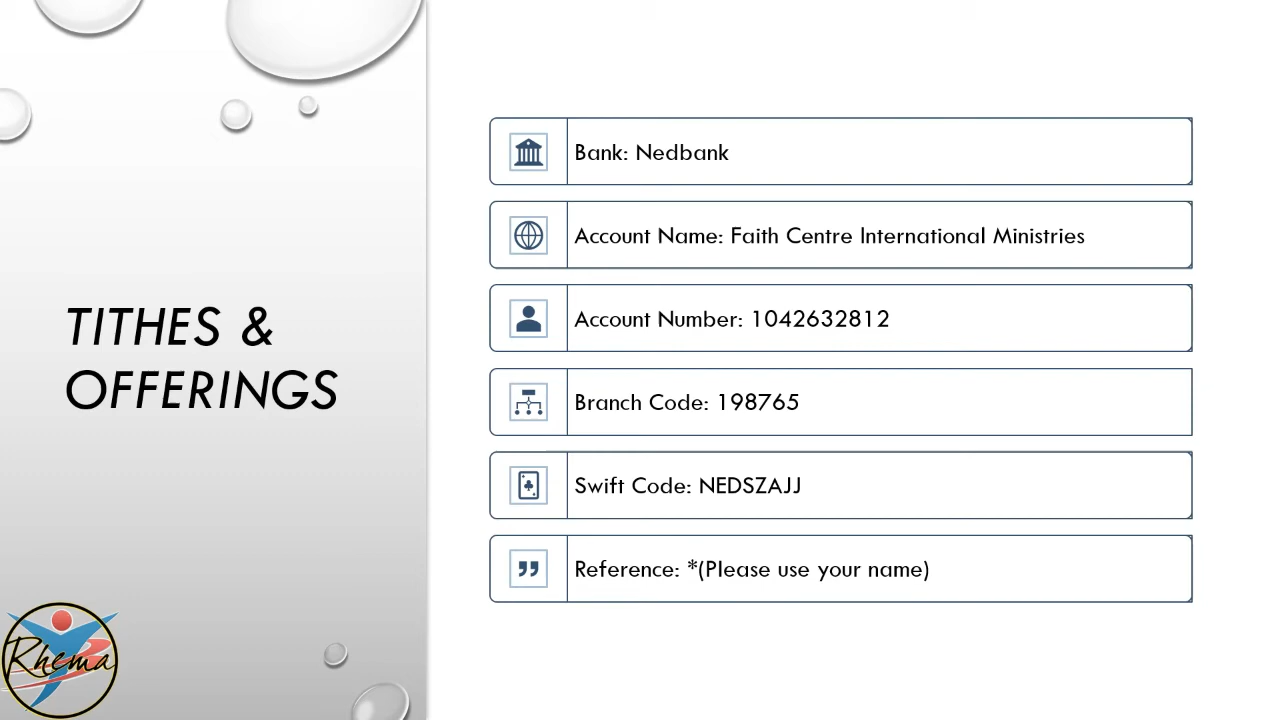 TITHES &
OFFERINGS
Bank: Nedbank
Account Name: Faith Centre International Ministries
Account Number: 1042632812
Branch Code: 198765
Swift Code: NEDSZAJJ
Reference: *(Please use your name)
Rhema